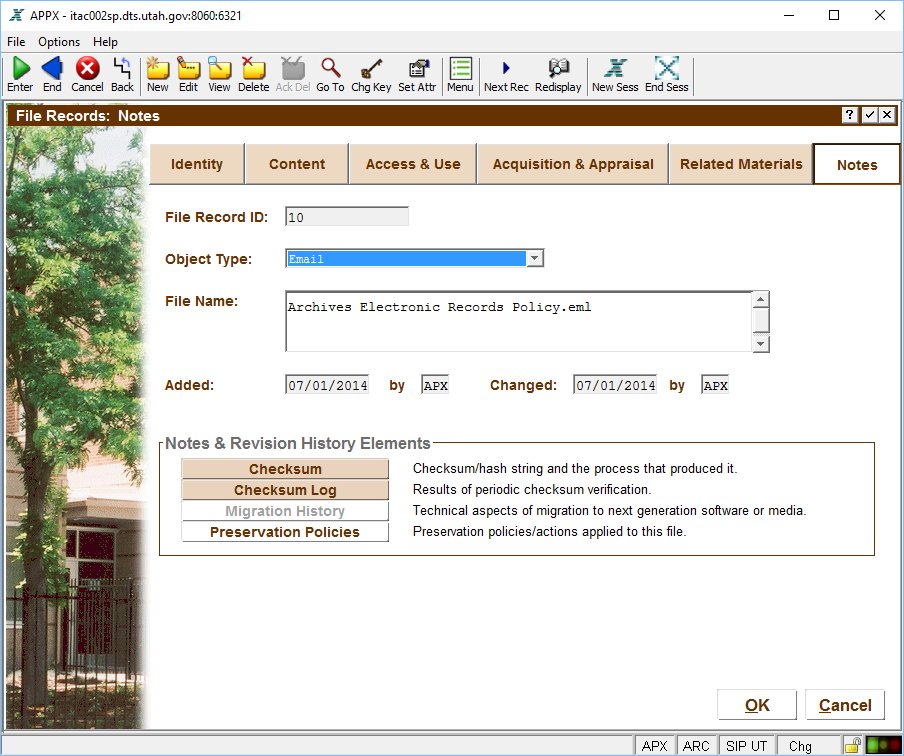 APPX - itac002sp.dts.utah.gov:8060:6321
File Options Help
Enter End Cancel Back New Edit View Delete Ack Del Go To Chg Key Set Attr Menu Next Rec Redisplay New Sess End Sess
File Records: Notes ?
Identity Content Access & Use Acquisition & Appraisal Related Materials Notes
File Record ID: 10
Object Type: Email
File Name: Archives Electronic Records Policy.eml
Added: 07/01/2014 by APX Changed: 07/01/2014 by APX
Notes & Revision History Elements
Checksum Checksum/hash string and the process that produced it.
Checksum Log Results of periodic checksum verification.
Migration History Technical aspects of migration to next generation software or media.
Preservation Policies Preservation policies/actions applied to this file.
OK Cancel
APX ARC SIP UT Chg